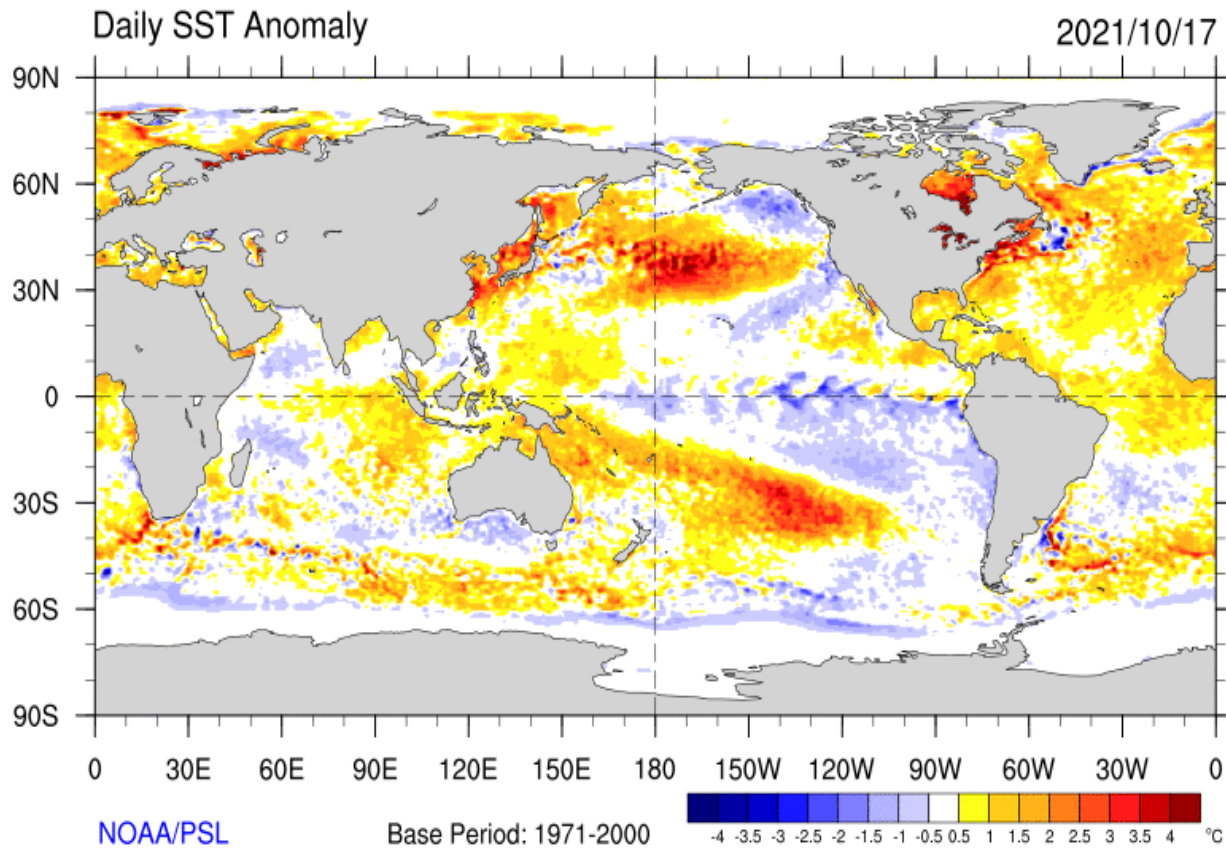 Daily SST Anomaly 2021/10/17
90N
60N
30N
0
30S
60S
90S
0 30E 60E 90E 120E 150E 180 150W 120W 90W 60W 30W 0
-4 -3.5 -3 -2.5 -2 -1.5 -1 -0.5 0.5 1 1.5 2 2.5 3 3.5 4 °C
NOAA/PSL Base Period: 1971-2000